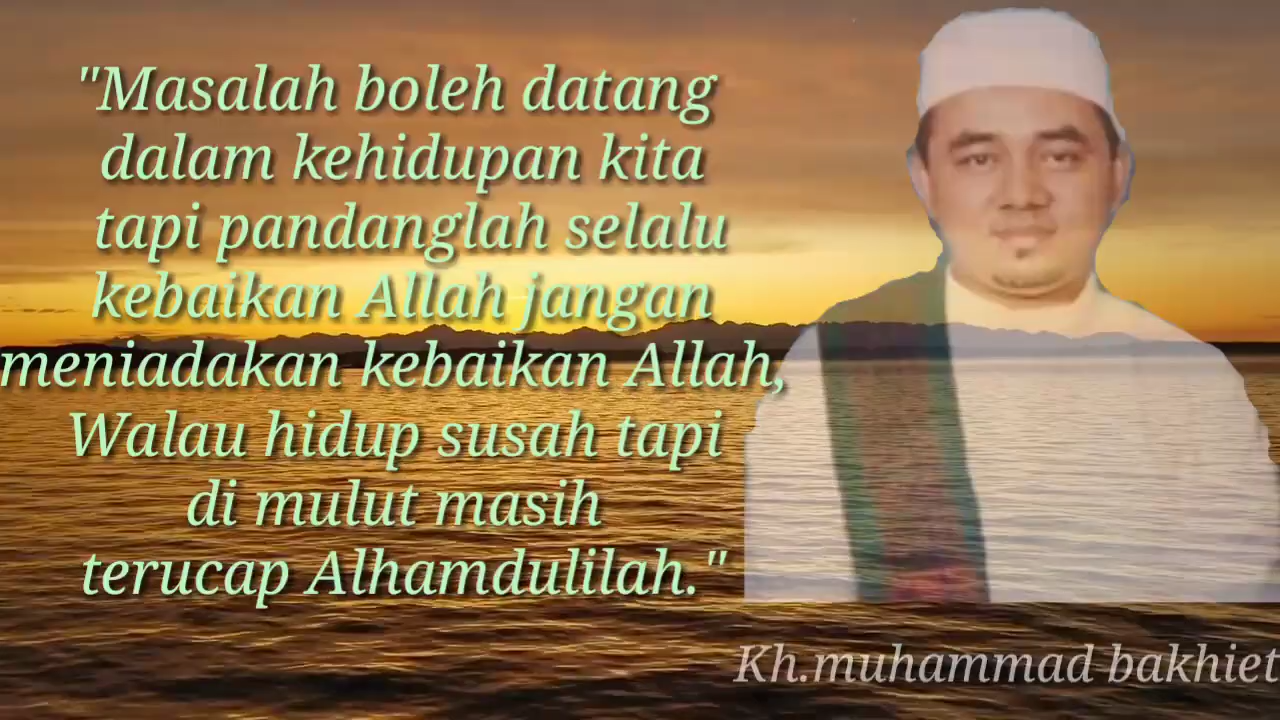 "Masalah boleh datang
dalam kehidupan kita
tapi pandanglah selalu
kebaikan Allah jangan
meniadakan kebaikan Allah,
Walau hidup susah tapi
di mulut masih
terucap Alhamdulilah."
Kh.muhammad bakhiet